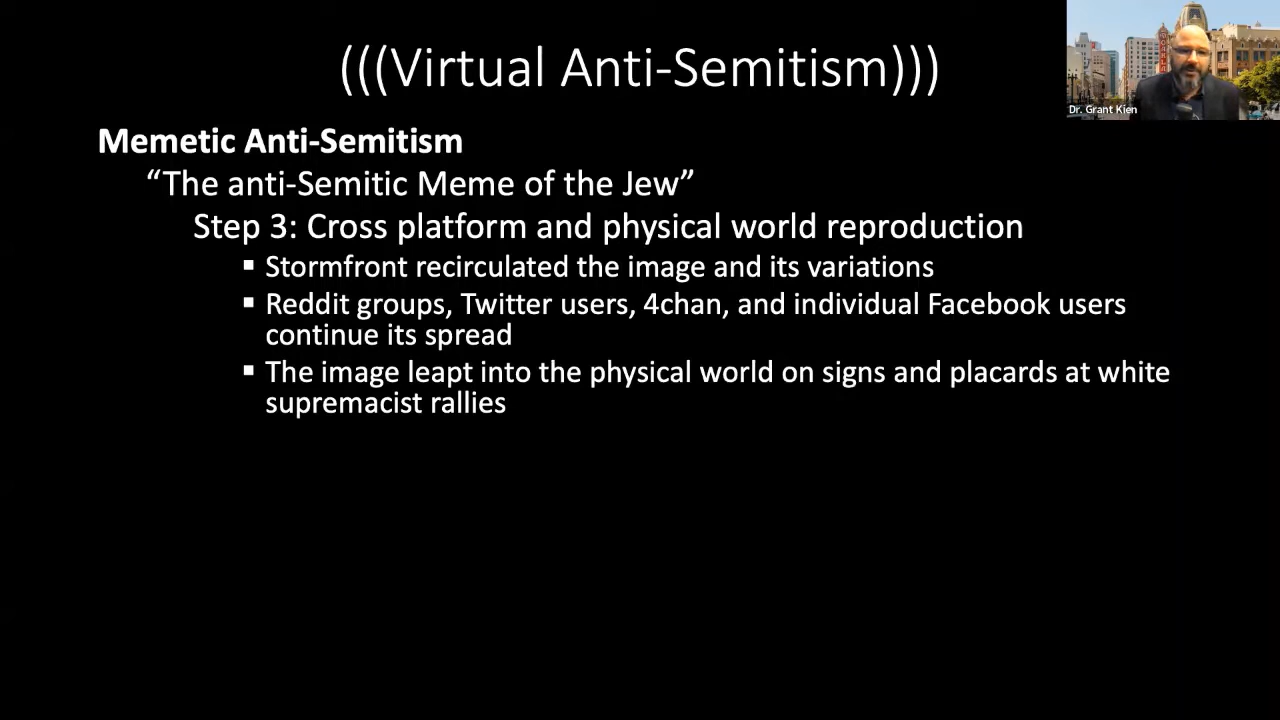 (((Virtual Anti-Semitism)))
Dr. Grant Kien
Memetic Anti-Semitism
“The anti-Semitic Meme of the Jew”
Step 3: Cross platform and physical world reproduction
▪ Stormfront recirculated the image and its variations
▪ Reddit groups, Twitter users, 4chan, and individual Facebook users
continue its spread
▪ The image leapt into the physical world on signs and placards at white
supremacist rallies